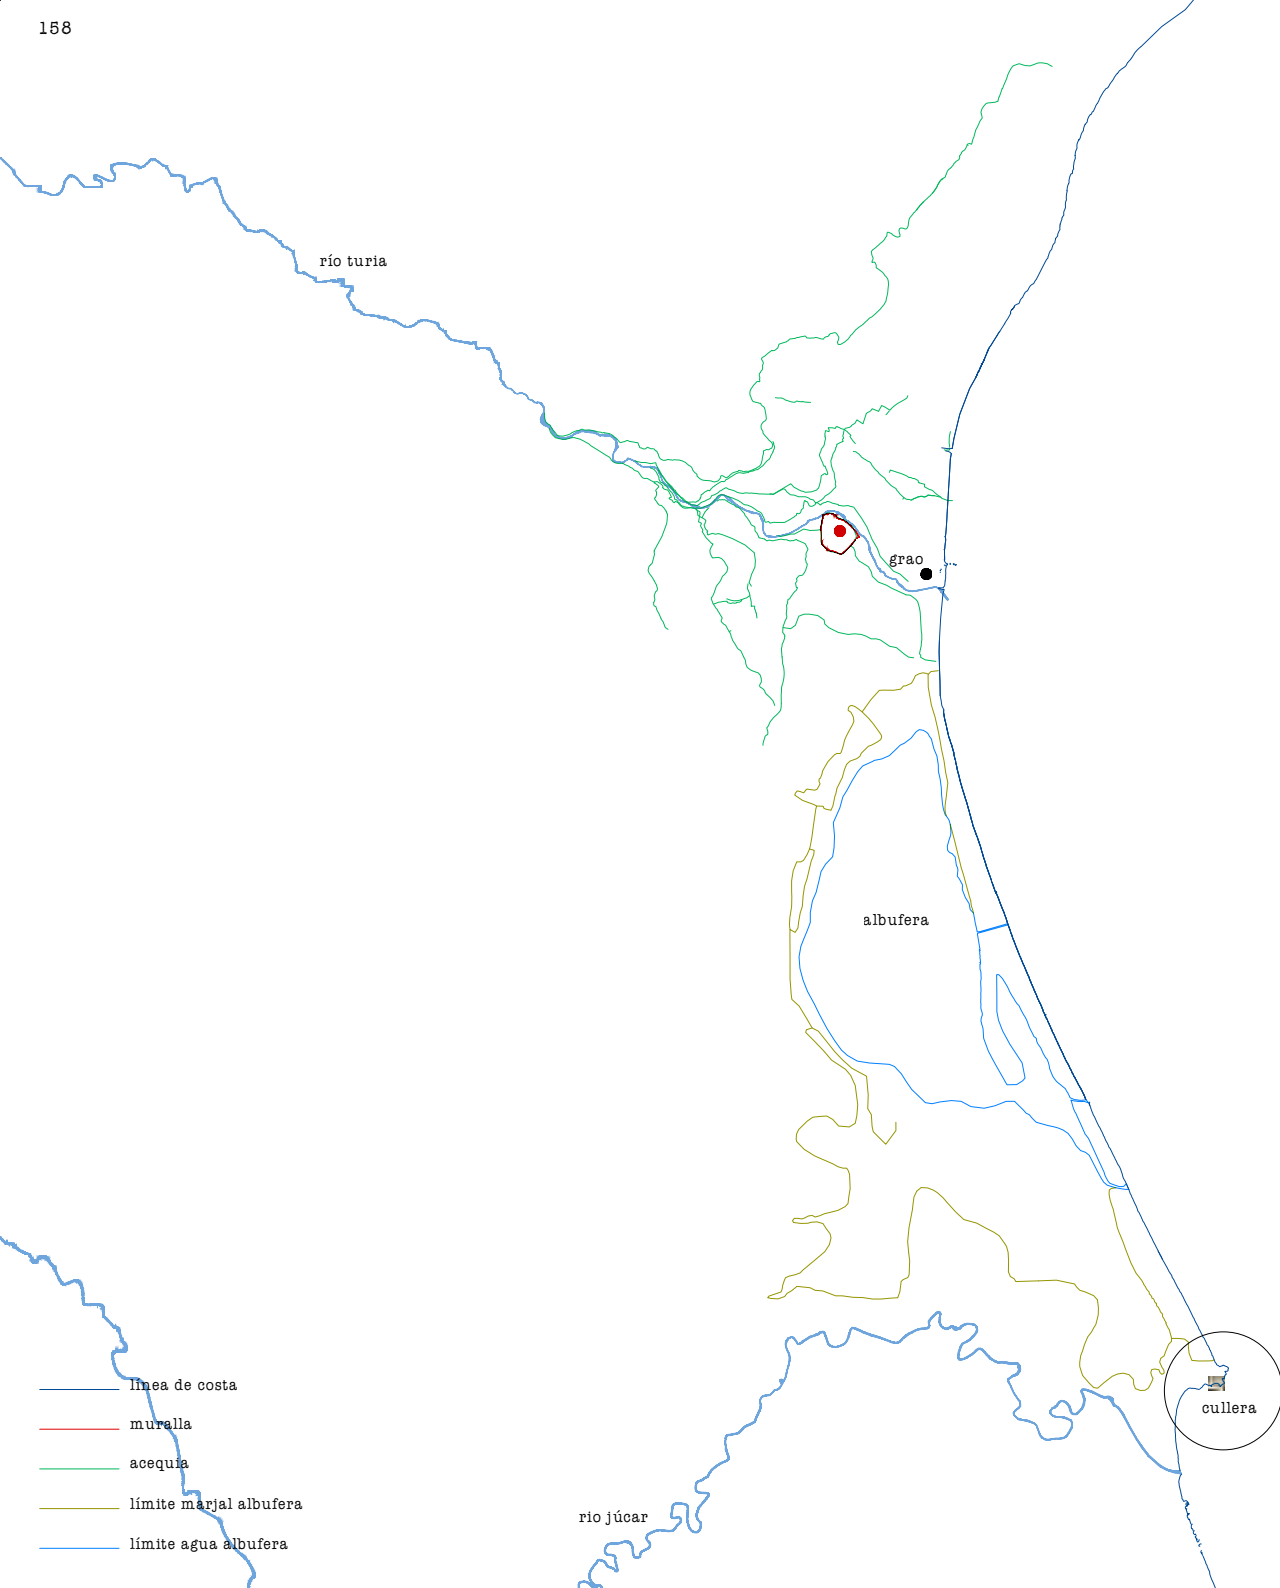 158
río turia
grao
albufera
línea de costa
cullera
muralla
acequia
límite marjal albufera
rio júcar
límite agua albufera